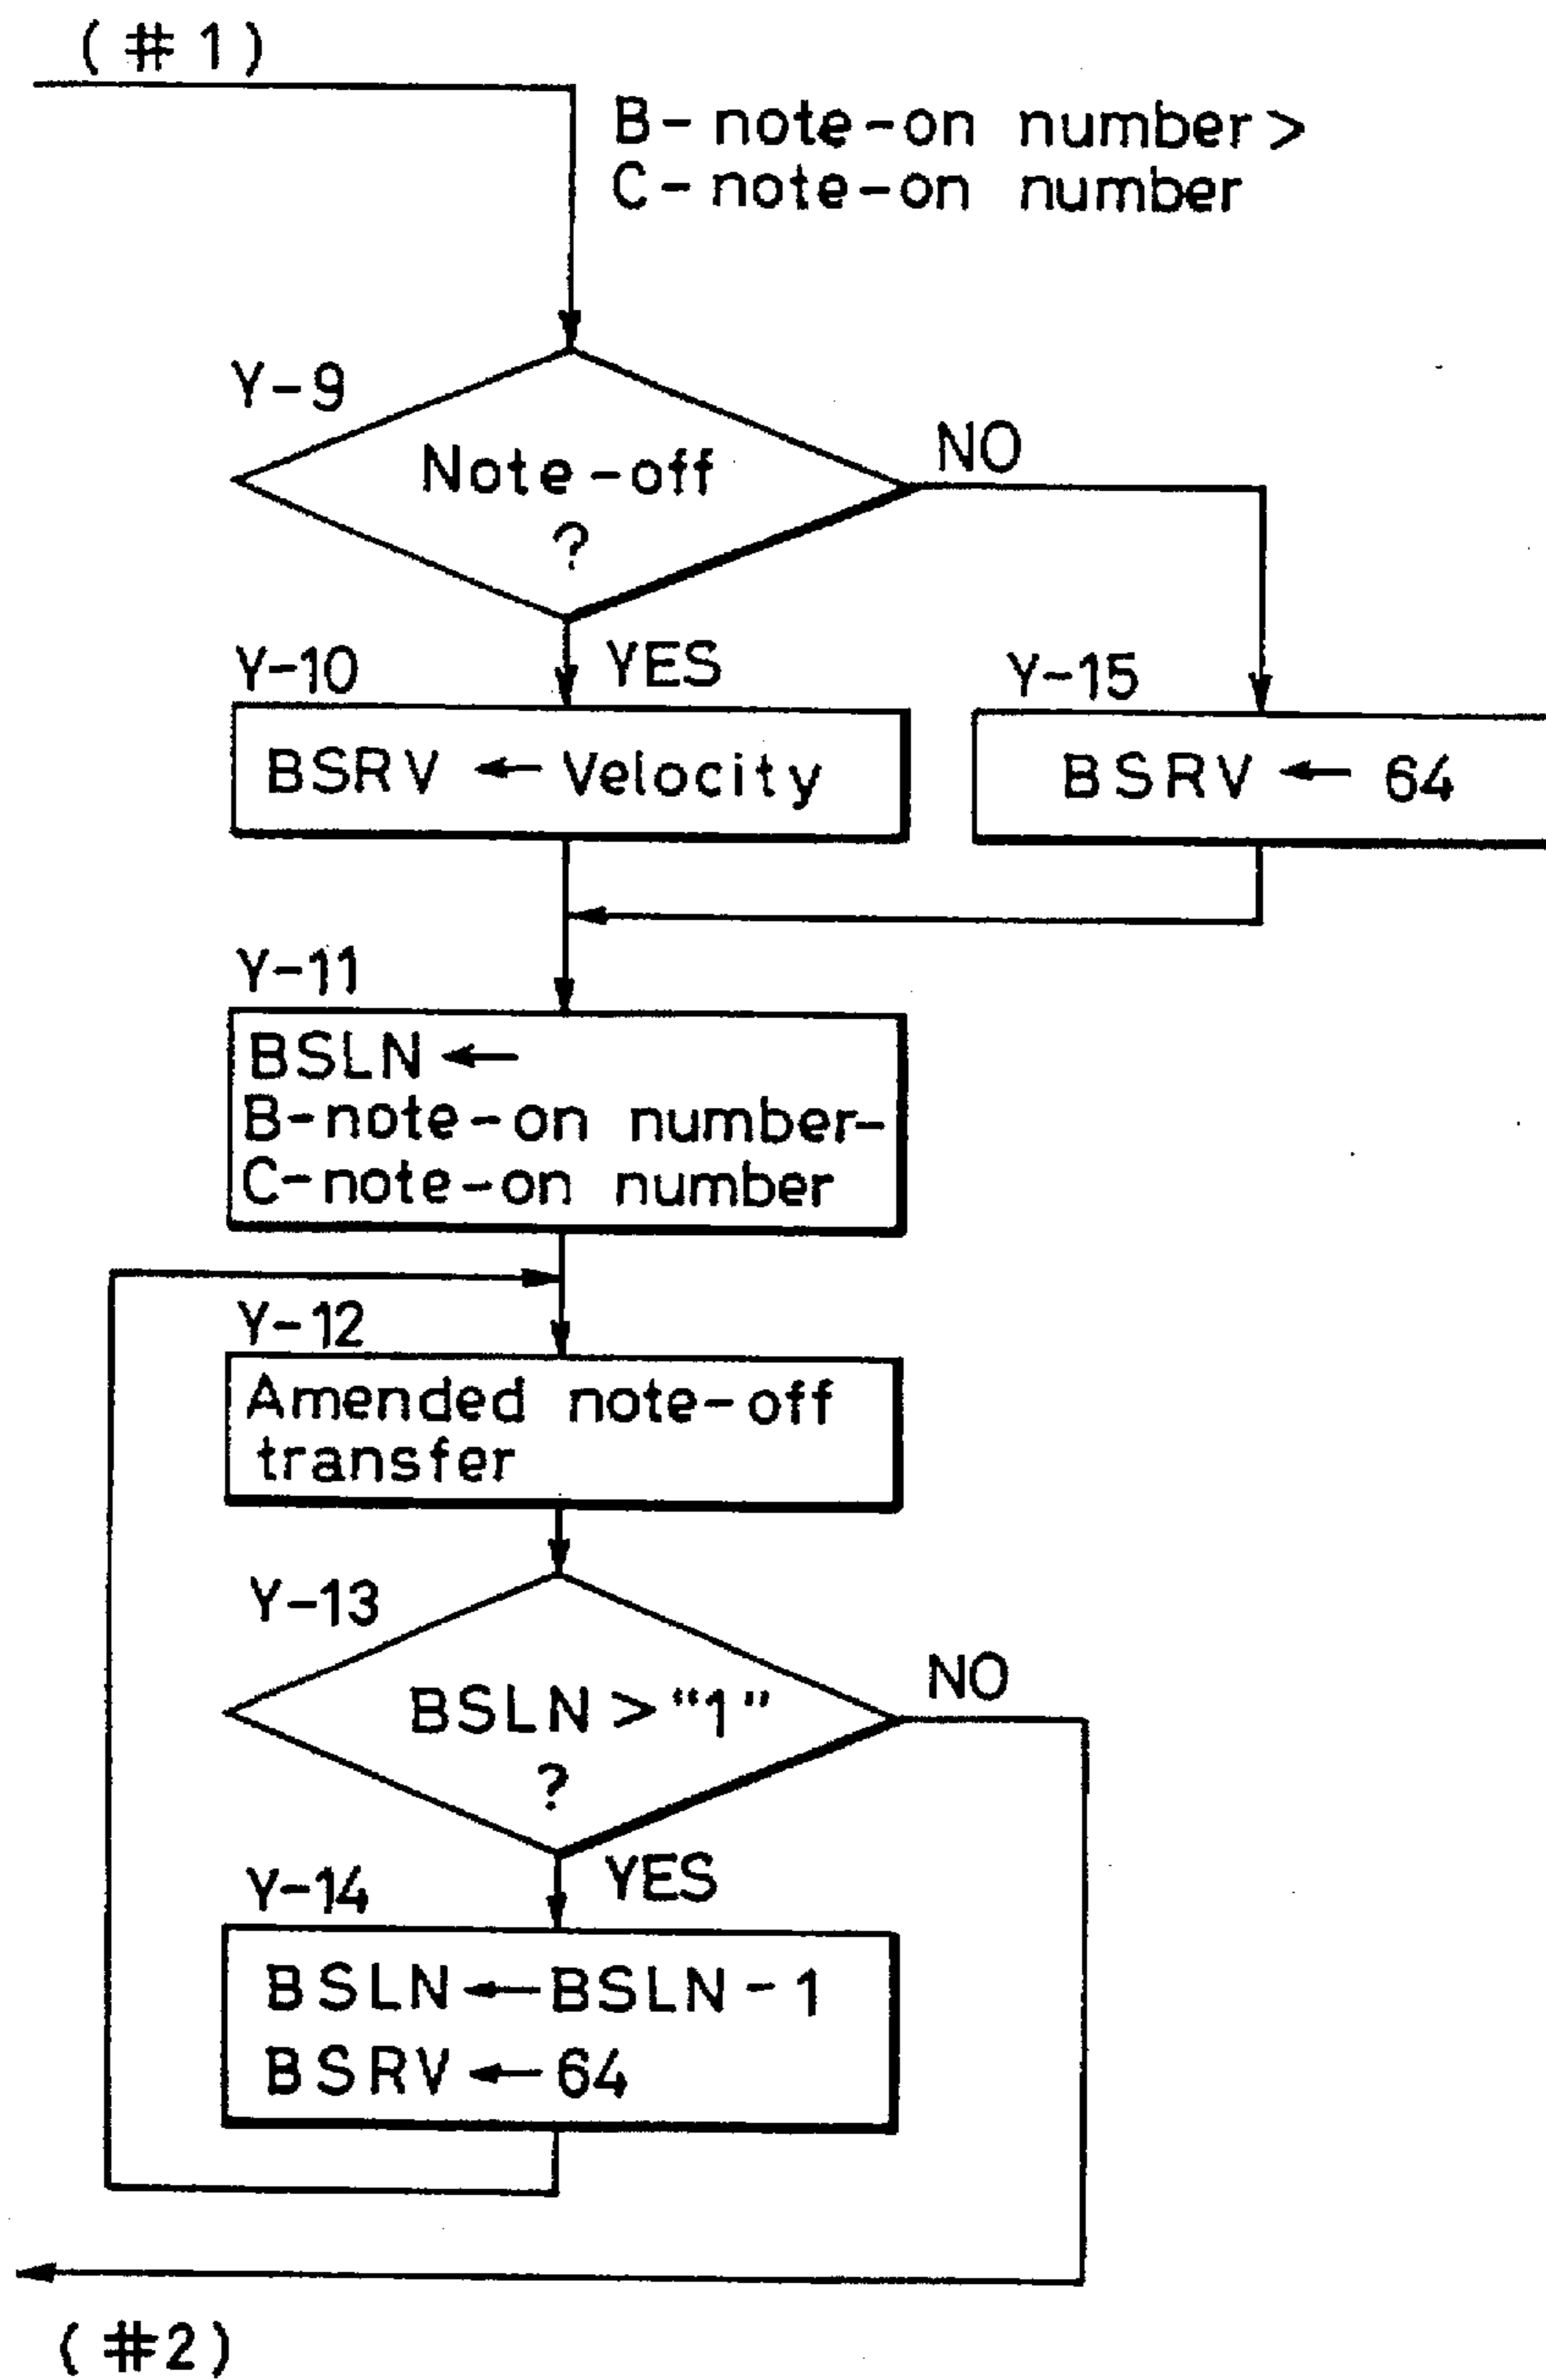 (#1)
B-note-on number>
C-note-on number
Y-9
Note-off
?
NO
YES
Y-10
BSRV ← Velocity
Y-15
BSRV ← 64
Y-11
BSLN ←
B-note-on number-
C-note-on number
Y-12
Amended note-off
transfer
Y-13
BSLN > "1"
?
NO
YES
Y-14
BSLN ← BSLN - 1
BSRV ← 64
(#2)